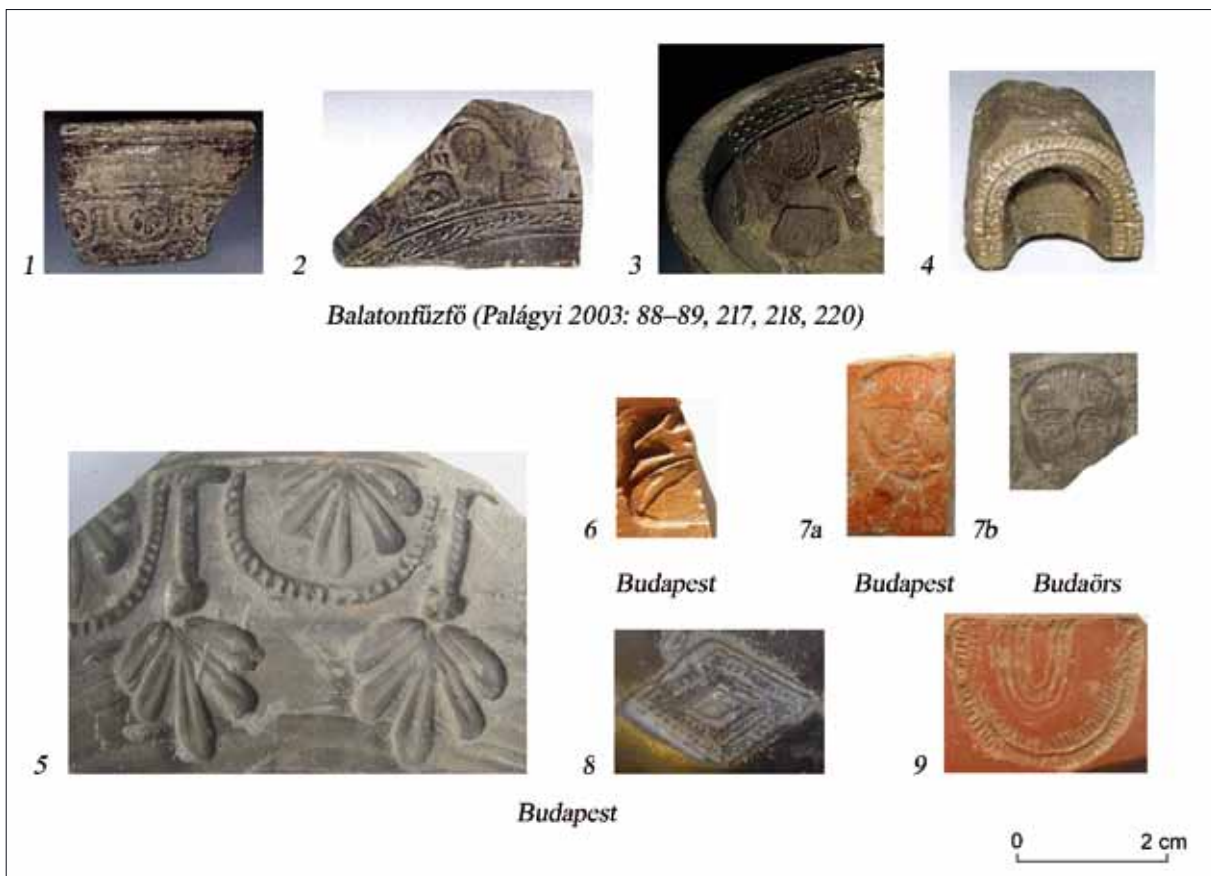 1 2 3 4
Balatonfűzfő (Palágyi 2003: 88–89, 217, 218, 220)
6 7a 7b
Budapest Budapest Budaörs
5 8 9
Budapest
0 2 cm